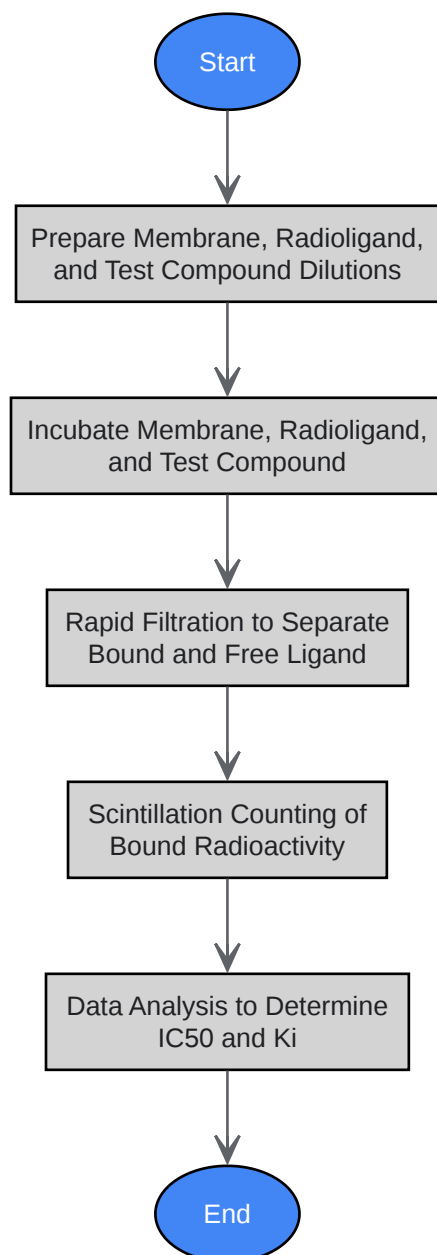 Start
Prepare Membrane, Radioligand,
and Test Compound Dilutions
Incubate Membrane, Radioligand,
and Test Compound
Rapid Filtration to Separate
Bound and Free Ligand
Scintillation Counting of
Bound Radioactivity
Data Analysis to Determine
IC50 and Ki
End